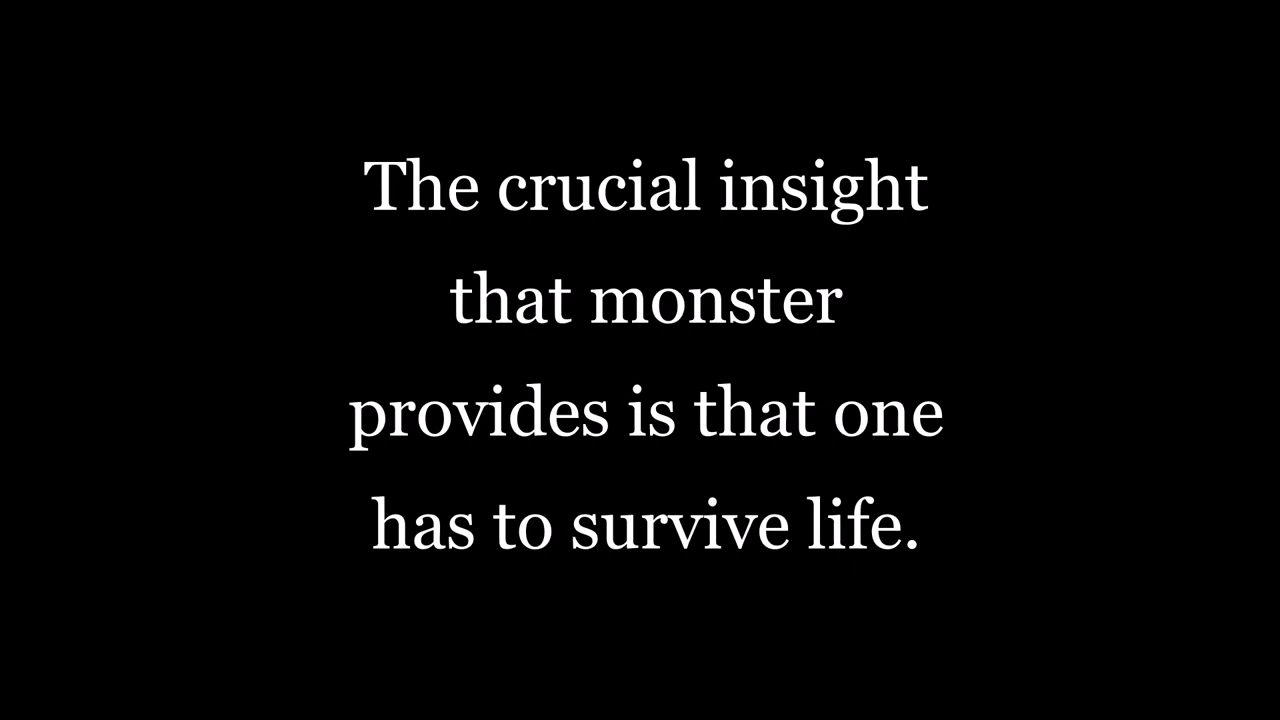 The crucial insight
that monster
provides is that one
has to survive life.